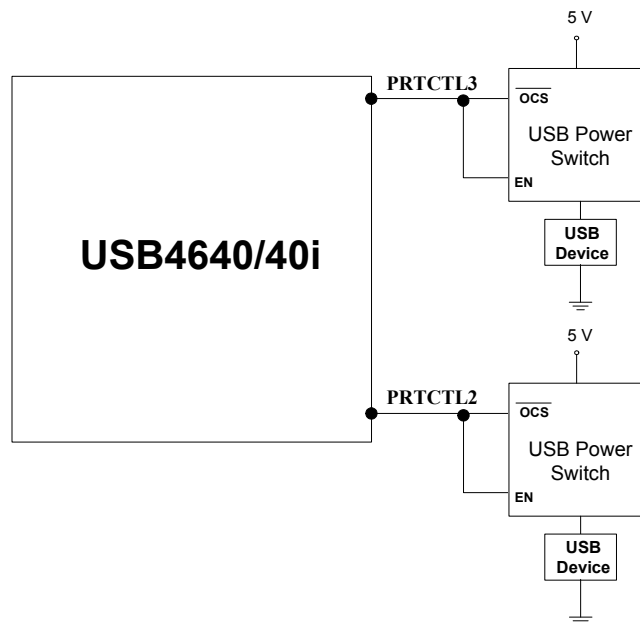 5 V
PRTCTL3
OCS
USB Power
Switch
EN
USB
Device
USB4640/40i
5 V
PRTCTL2
OCS
USB Power
Switch
EN
USB
Device